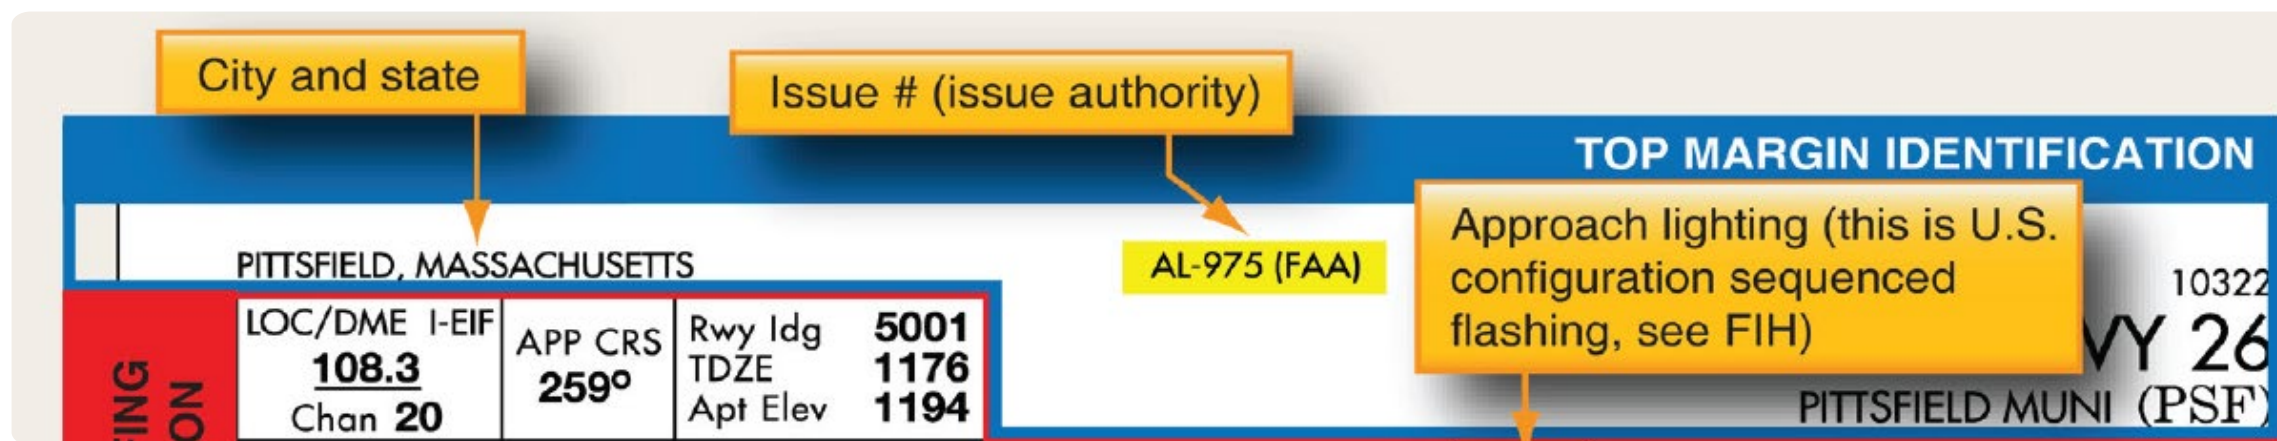 City and state
Issue # (issue authority)
TOP MARGIN IDENTIFICATION
Approach lighting (this is U.S.
configuration sequenced
flashing, see FIH)
PITTSFIELD, MASSACHUSETTS
AL-975 (FAA)
10322
26
PITTSFIELD MUNI (PSF)
LOC/DME I-EIF
108.3
Chan 20
APP CRS
259°
Rwy ldg 5001
TDZE 1176
Apt Elev 1194